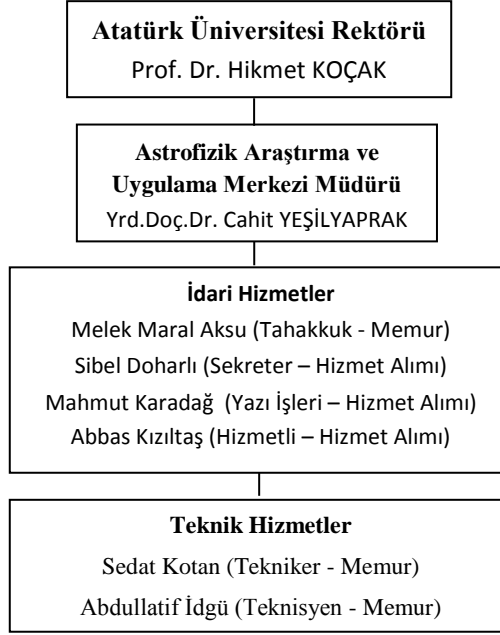 Atatürk Üniversitesi Rektörü
Prof. Dr. Hikmet KOÇAK
Astrofizik Araştırma ve
Uygulama Merkezi Müdürü
Yrd.Doç.Dr. Cahit YEŞİLYAPRAK
İdari Hizmetler
Melek Maral Aksu (Tahakkuk - Memur)
Sibel Doharlı (Sekreter – Hizmet Alımı)
Mahmut Karadağ (Yazı İşleri – Hizmet Alımı)
Abbas Kızıltaş (Hizmetli – Hizmet Alımı)
Teknik Hizmetler
Sedat Kotan (Tekniker - Memur)
Abdullatif İdgü (Teknisyen - Memur)